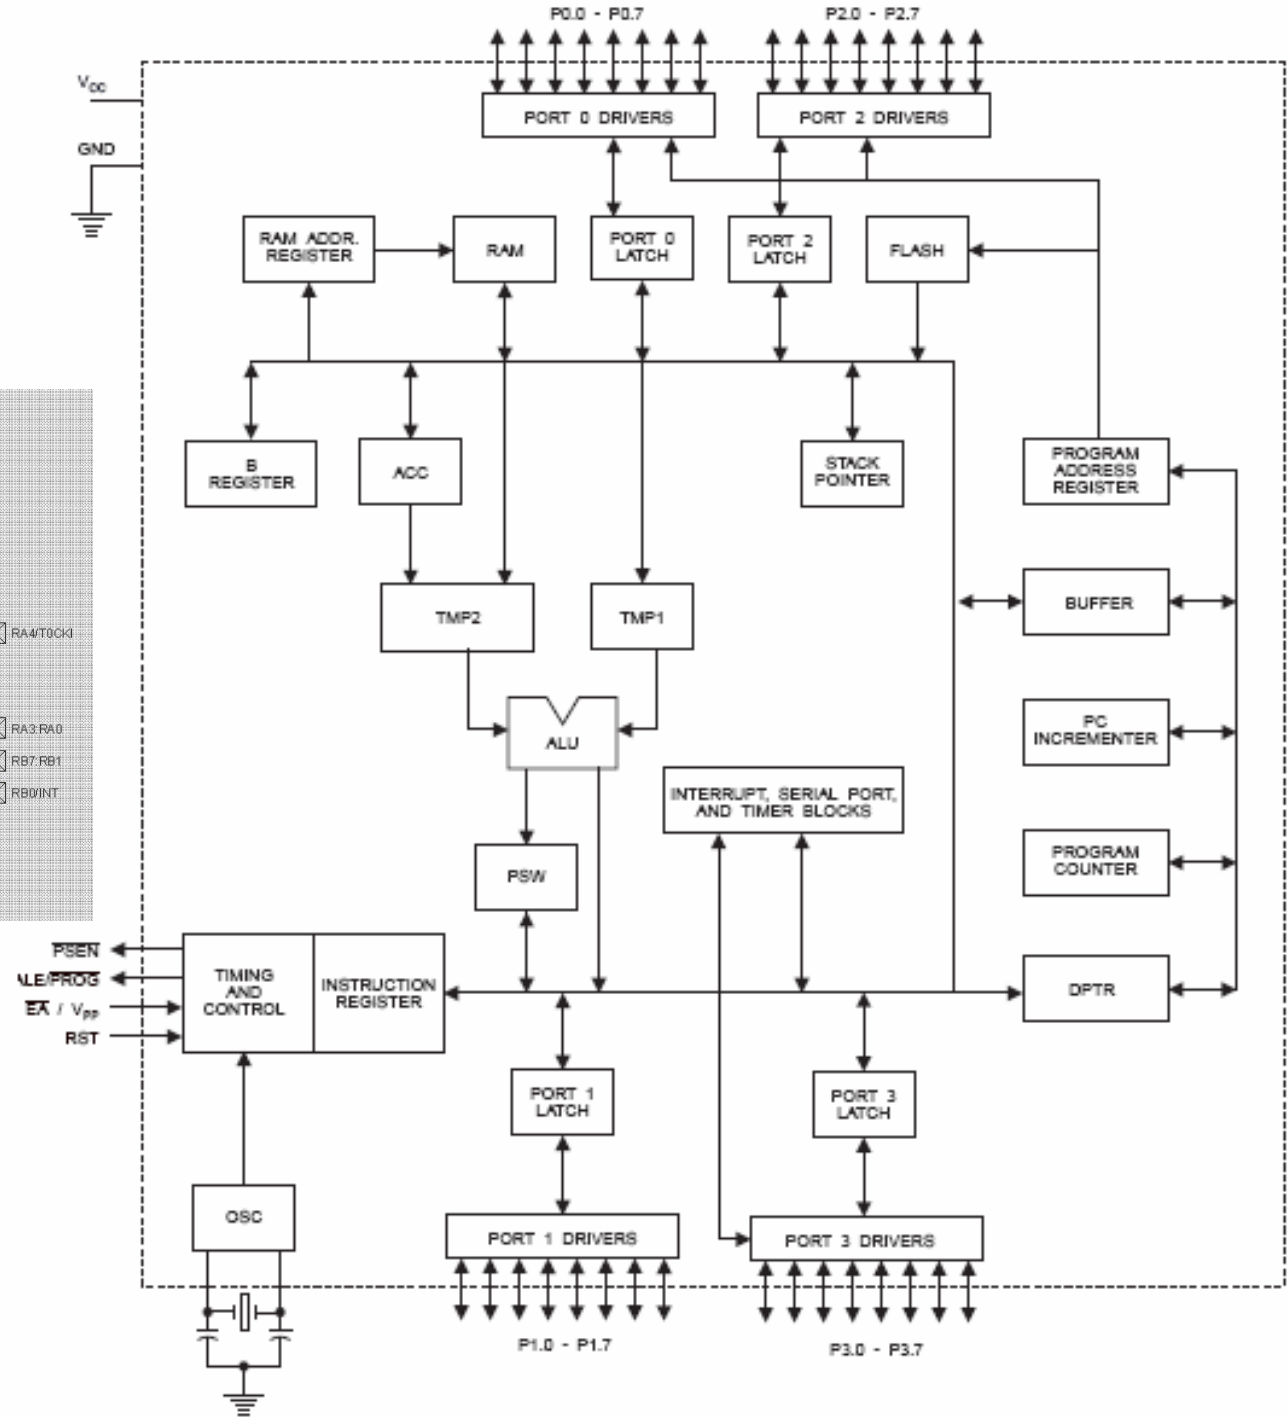 P0.0 - P0.7
P2.0 - P2.7
VCC
GND
PORT 0 DRIVERS
PORT 2 DRIVERS
RAM ADDR.
REGISTER
RAM
PORT 0
LATCH
PORT 2
LATCH
FLASH
B
REGISTER
ACC
STACK
POINTER
PROGRAM
ADDRESS
REGISTER
BUFFER
TMP2
TMP1
RA4/T0CKI
RA3:RA0
RB7:RB1
RB0/INT
ALU
PC
INCREMENTER
INTERRUPT, SERIAL PORT,
AND TIMER BLOCKS
PSW
PROGRAM
COUNTER
PSEN
LE/PROG
EA / VPP
RST
TIMING
AND
CONTROL
INSTRUCTION
REGISTER
DPTR
PORT 1
LATCH
PORT 3
LATCH
OSC
PORT 1 DRIVERS
PORT 3 DRIVERS
P1.0 - P1.7
P3.0 - P3.7